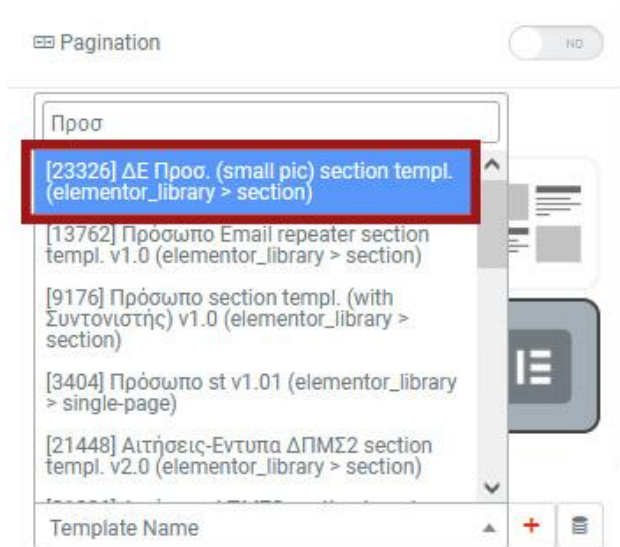 Pagination
NO
Προσ
[23326] ΔΕ Προσ. (small pic) section templ.
(elementor_library > section)
[13762] Πρόσωπο Email repeater section
templ. v1.0 (elementor_library > section)
[9176] Πρόσωπο section templ. (with
Συντονιστής) v1.0 (elementor_library >
section)
[3404] Πρόσωπο st v1.01 (elementor_library
> single-page)
[21448] Αιτήσεις-Εντυπα ΔΠΜΣ2 section
templ. v2.0 (elementor_library > section)
Template Name